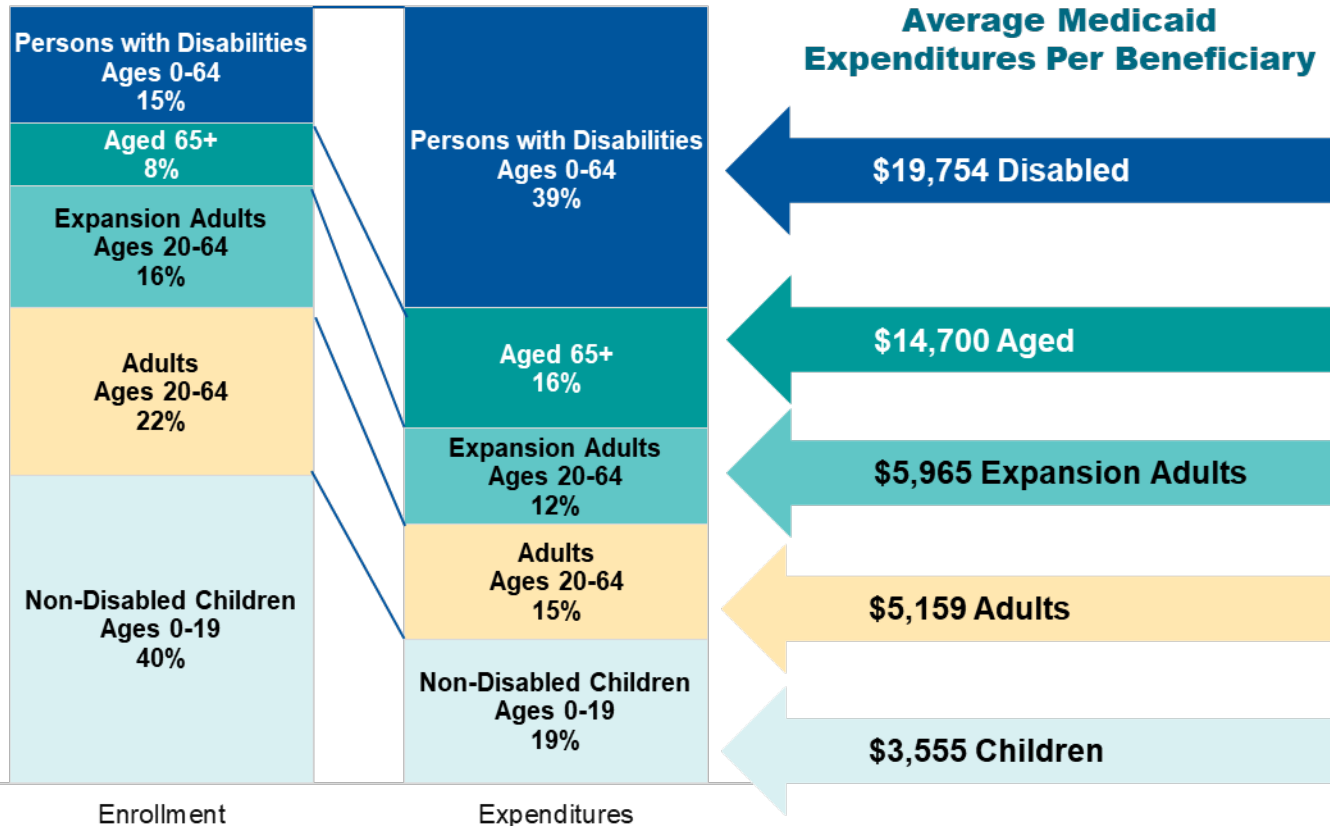 Average Medicaid
Expenditures Per Beneficiary
Persons with Disabilities
Ages 0-64
15%
Aged 65+
8%
Expansion Adults
Ages 20-64
16%
Adults
Ages 20-64
22%
Non-Disabled Children
Ages 0-19
40%
Enrollment
Persons with Disabilities
Ages 0-64
39%
Aged 65+
16%
Expansion Adults
Ages 20-64
12%
Adults
Ages 20-64
15%
Non-Disabled Children
Ages 0-19
19%
Expenditures
$19,754 Disabled
$14,700 Aged
$5,965 Expansion Adults
$5,159 Adults
$3,555 Children